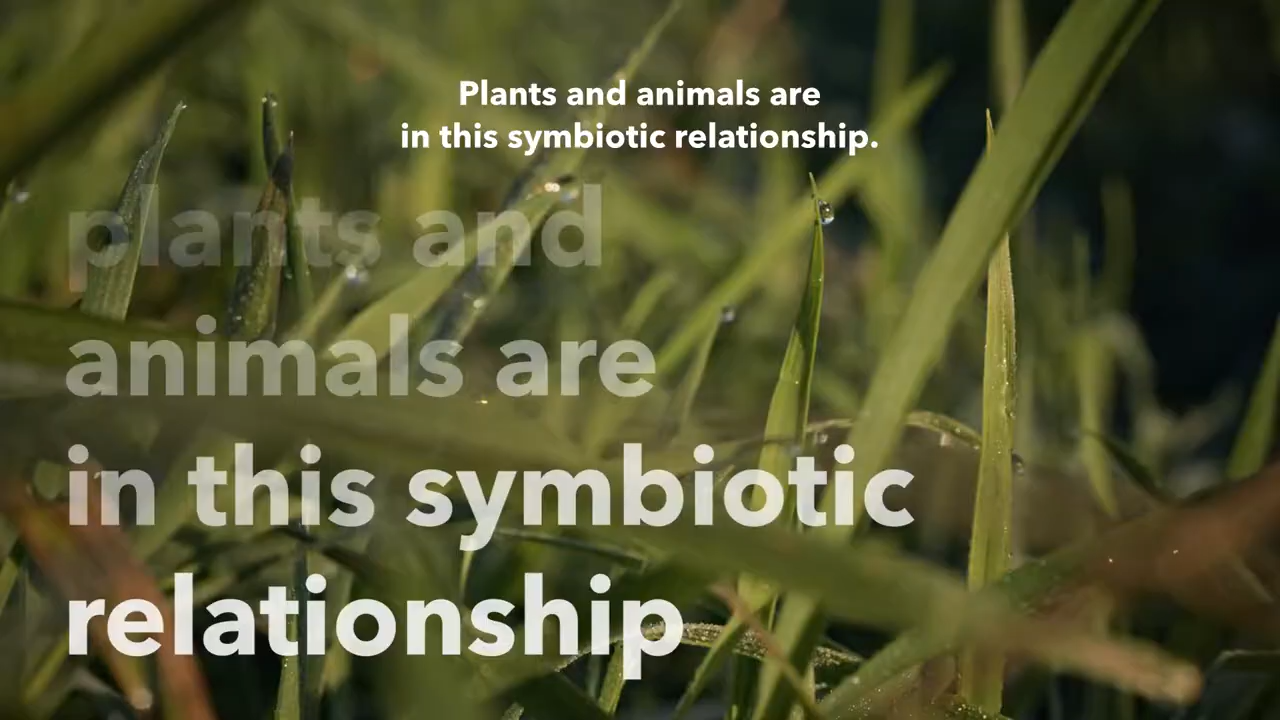 Plants and animals are
in this symbiotic relationship.
plants and
animals are
in this symbiotic
relationship